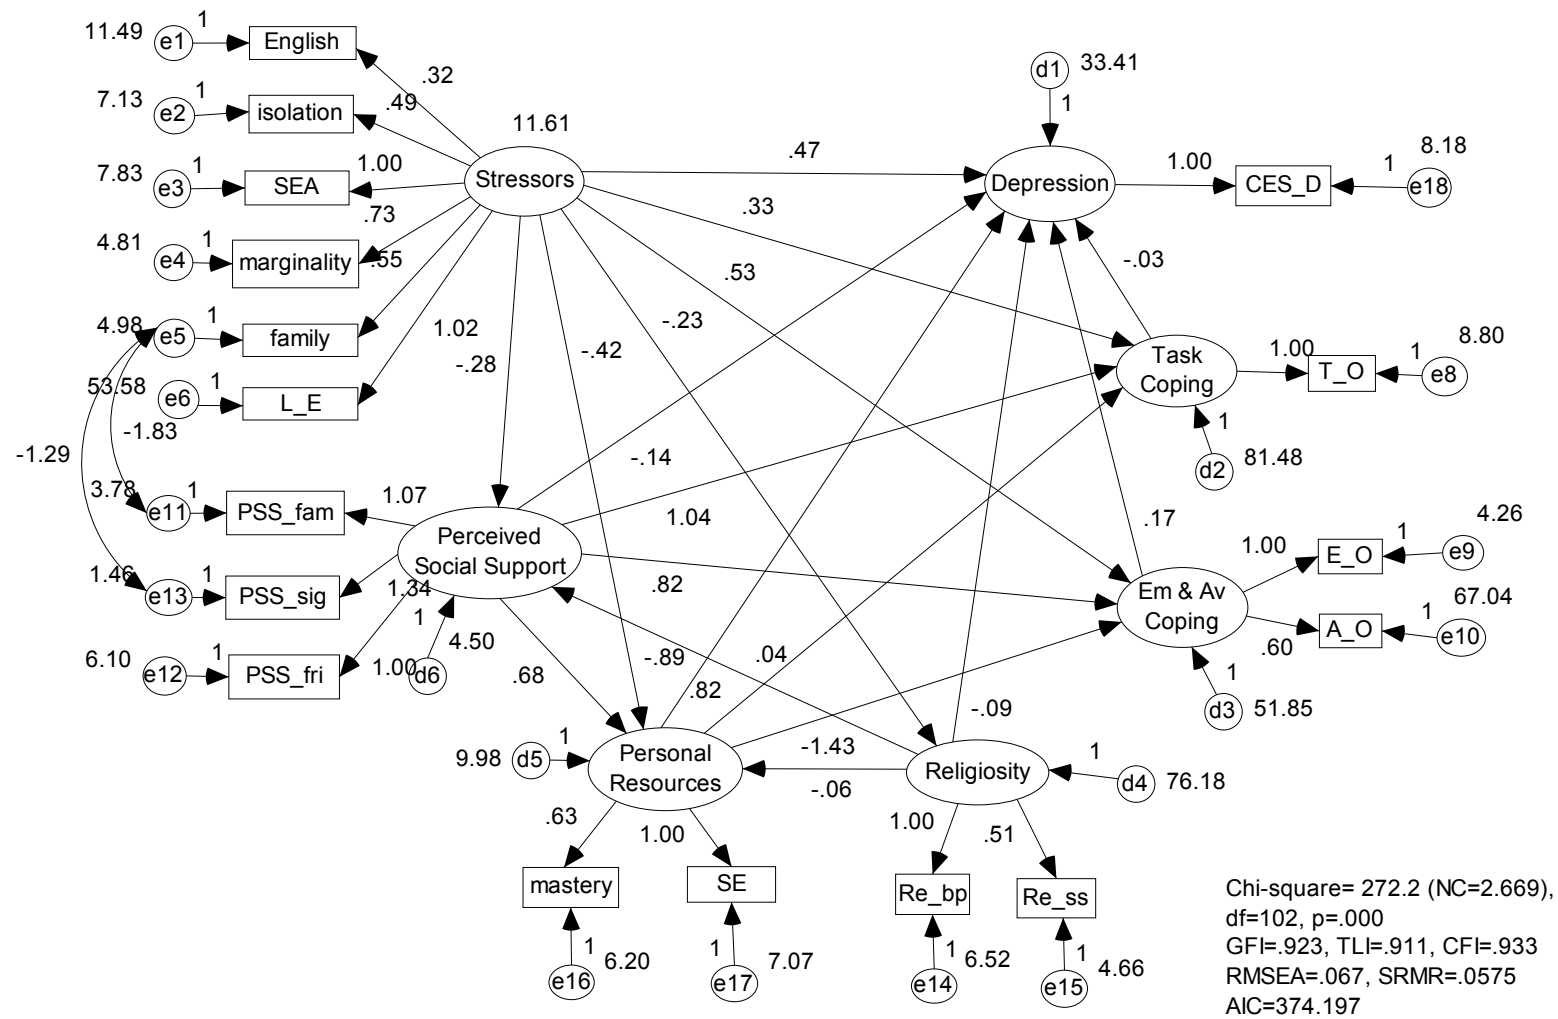 11.49
1
e1
English
.32
7.13
1
e2
isolation
.49
7.83
1
e3
SEA
1.00
4.81
1
e4
marginality
.73
4.98
1
e5
family
.55
53.58
1
e6
L_E
1.02
11.61
Stressors
.47
.33
.53
-.23
-.42
-.28
d1
33.41
1
Depression
1.00
CES_D
1
8.18
e18
-.03
Task
Coping
1.00
T_O
1
8.80
e8
1
d2
81.48
-1.83
-1.29
3.78
1
e11
PSS_fam
1.07
1.46
1
e13
PSS_sig
1.34
6.10
1
e12
PSS_fri
1.00
Perceived
Social Support
1
4.50
d6
-.14
1.04
.82
.17
Em & Av
Coping
1.00
E_O
1
4.26
e9
.60
A_O
1
67.04
e10
1
d3
51.85
.68
-.89
.04
.82
-.09
-1.43
-.06
9.98
d5
1
Personal
Resources
Religiosity
1
d4
76.18
.63
1.00
mastery
SE
1
6.20
e16
1
7.07
e17
1.00
.51
Re_bp
Re_ss
1
6.52
e14
1
4.66
e15
Chi-square= 272.2 (NC=2.669),
df=102, p=.000
GFI=.923, TLI=.911, CFI=.933
RMSEA=.067, SRMR=.0575
AIC=374.197